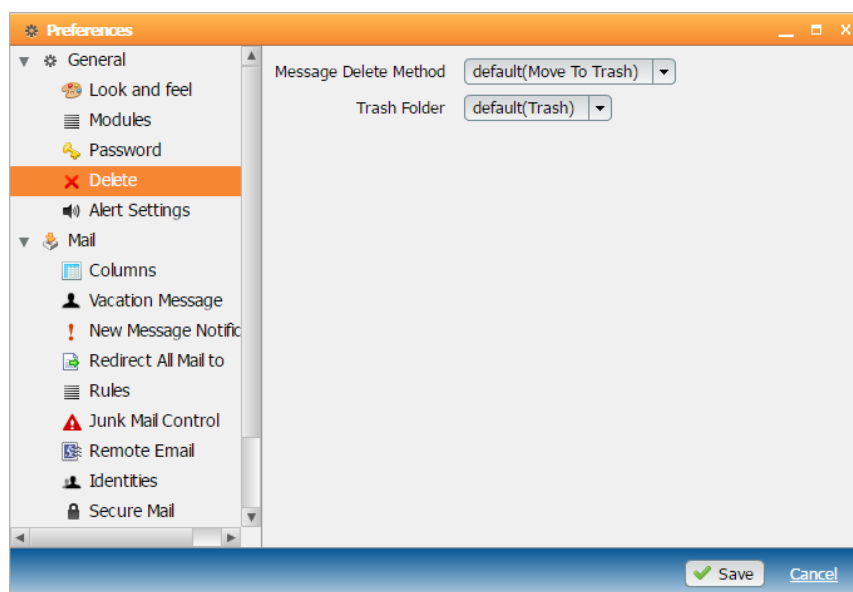 Preferences
General
Look and feel
Modules
Password
Delete
Alert Settings
Mail
Columns
Vacation Message
New Message Notific
Redirect All Mail to
Rules
Junk Mail Control
Remote Email
Identities
Secure Mail
Message Delete Method default(Move To Trash)
Trash Folder default(Trash)
Save Cancel